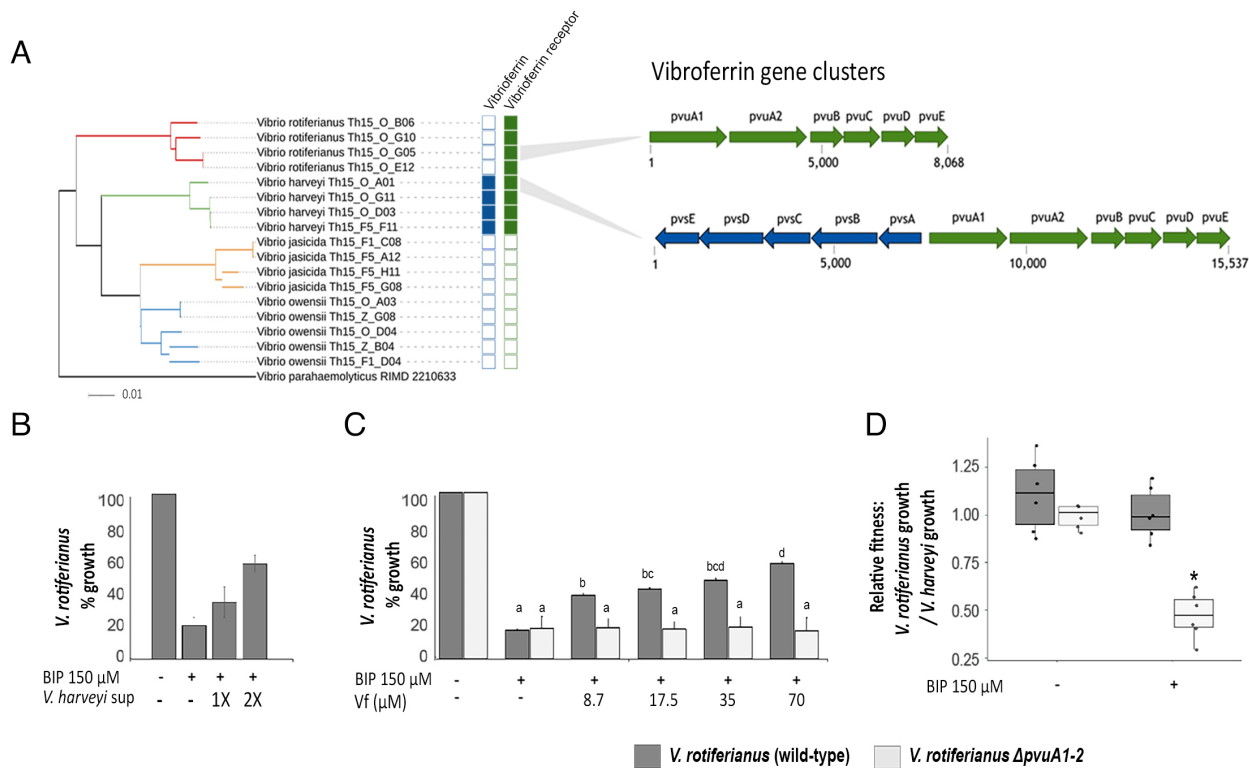 A
Vibrioferrin
Vibrioferrin receptor
Vibroferrin gene clusters
Vibrio rotiferianus Th15_O_B06
Vibrio rotiferianus Th15_O_G10
Vibrio rotiferianus Th15_O_G05
Vibrio rotiferianus Th15_O_E12
Vibrio harveyi Th15_O_A01
Vibrio harveyi Th15_O_G11
Vibrio harveyi Th15_O_D03
Vibrio harveyi Th15_F5_F11
Vibrio jasicida Th15_F1_C08
Vibrio jasicida Th15_F5_A12
Vibrio jasicida Th15_F5_H11
Vibrio jasicida Th15_F5_G08
Vibrio owensii Th15_O_A03
Vibrio owensii Th15_Z_G08
Vibrio owensii Th15_O_D04
Vibrio owensii Th15_Z_B04
Vibrio owensii Th15_F1_D04
Vibrio parahaemolyticus RIMD 2210633
0.01
pvuA1 pvuA2 pvuB pvuC pvuD pvuE
1 5,000 8,068
pvsE pvsD pvsC pvsB pvsA pvuA1 pvuA2 pvuB pvuC pvuD pvuE
1 5,000 10,000 15,537
B
V. rotiferianus
% growth
100
80
60
40
20
0
BIP 150 µM - + + +
V. harveyi sup - - 1X 2X
C
V. rotiferianus
% growth
100
80
60
40
20
0
a a b a bc a bcd a d a
BIP 150 µM - + + + + +
Vf (µM) - - 8.7 17.5 35 70
D
Relative fitness:
V. rotiferianus growth
/ V. harveyi growth
1.25
1.00
0.75
0.50
0.25
*
BIP 150 µM - +
V. rotiferianus (wild-type)
V. rotiferianus ΔpvuA1-2